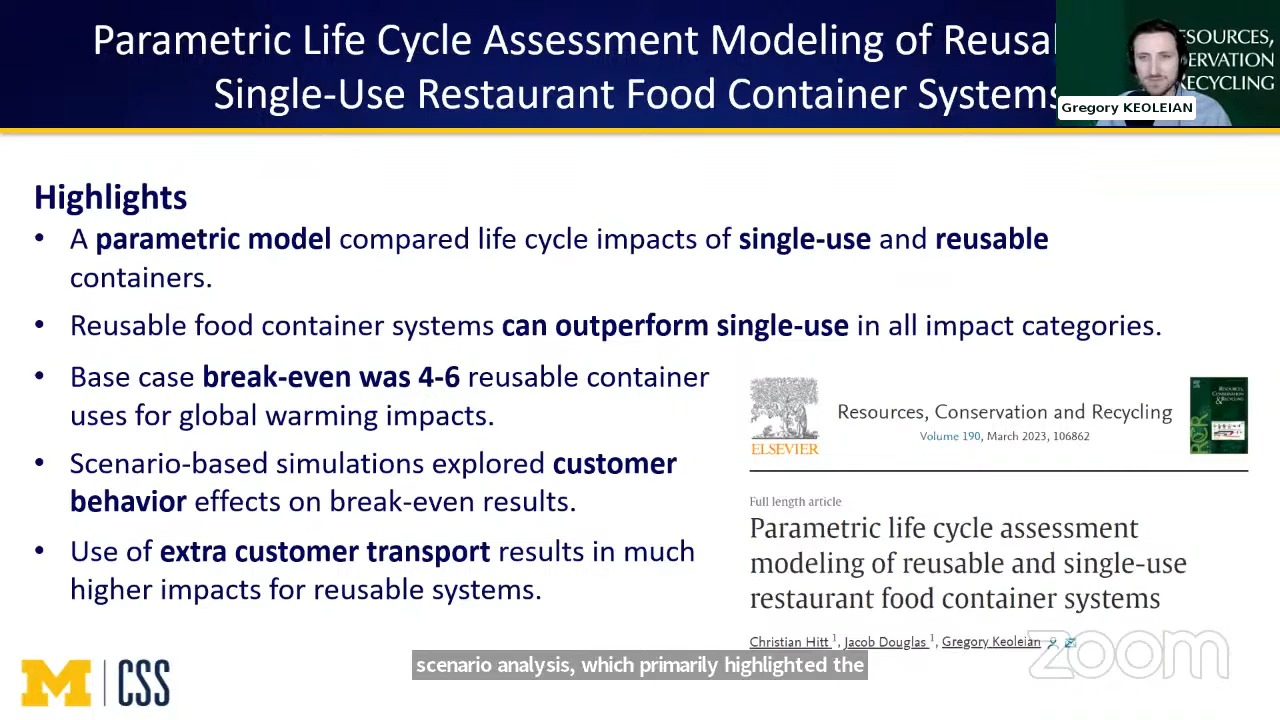 Parametric Life Cycle Assessment Modeling of Reusa
Single-Use Restaurant Food Container Systems
ESOURCES,
ERVATION
RECYCLING
Gregory KEOLEIAN
Highlights
• A parametric model compared life cycle impacts of single-use and reusable
containers.
• Reusable food container systems can outperform single-use in all impact categories.
• Base case break-even was 4-6 reusable container
uses for global warming impacts.
• Scenario-based simulations explored customer
behavior effects on break-even results.
• Use of extra customer transport results in much
higher impacts for reusable systems.
ELSEVIER
Resources, Conservation and Recycling
Volume 190, March 2023, 106862
Full length article
Parametric life cycle assessment
modeling of reusable and single-use
restaurant food container systems
Christian Hitt 1, Jacob Douglas 1, Gregory Keoleian
scenario analysis, which primarily highlighted the
M CSS
zoom